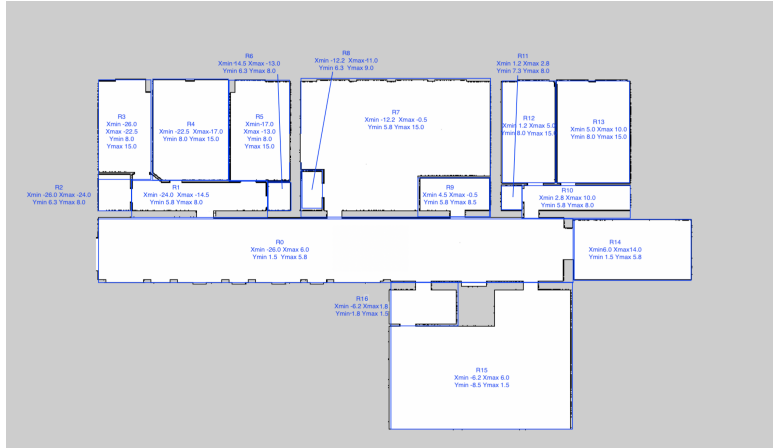 R6
Xmin -14.5 Xmax -13.0
Ymin 6.3 Ymax 8.0
R8
Xmin -12.2 Xmax-11.0
Ymin 6.3 Ymax 9.0
R11
Xmin 1.2 Xmax 2.8
Ymin 7.3 Ymax 8.0
R3
Xmin -26.0
Xmax -22.5
Ymin 8.0
Ymax 15.0
R4
Xmin -22.5 Xmax-17.0
Ymin 8.0 Ymax 15.0
R5
Xmin-17.0
Xmax -13.0
Ymin 8.0
Ymax 15.0
R7
Xmin -12.2 Xmax -0.5
Ymin 5.8 Ymax 15.0
R12
Xmin 1.2 Xmax 5.0
Ymin 8.0 Ymax 15.0
R13
Xmin 5.0 Xmax 10.0
Ymin 8.0 Ymax 15.0
R2
Xmin -26.0 Xmax -24.0
Ymin 6.3 Ymax 8.0
R1
Xmin -24.0 Xmax -14.5
Ymin 5.8 Ymax 8.0
R9
Xmin 4.5 Xmax -0.5
Ymin 5.8 Ymax 8.5
R10
Xmin 2.8 Xmax 10.0
Ymin 5.8 Ymax 8.0
R0
Xmin -26.0 Xmax 6.0
Ymin 1.5 Ymax 5.8
R14
Xmin6.0 Xmax14.0
Ymin 1.5 Ymax 5.8
R16
Xmin -6.2 Xmax1.8
Ymin-1.8 Ymax 1.5
R15
Xmin -6.2 Xmax 6.0
Ymin -8.5 Ymax 1.5